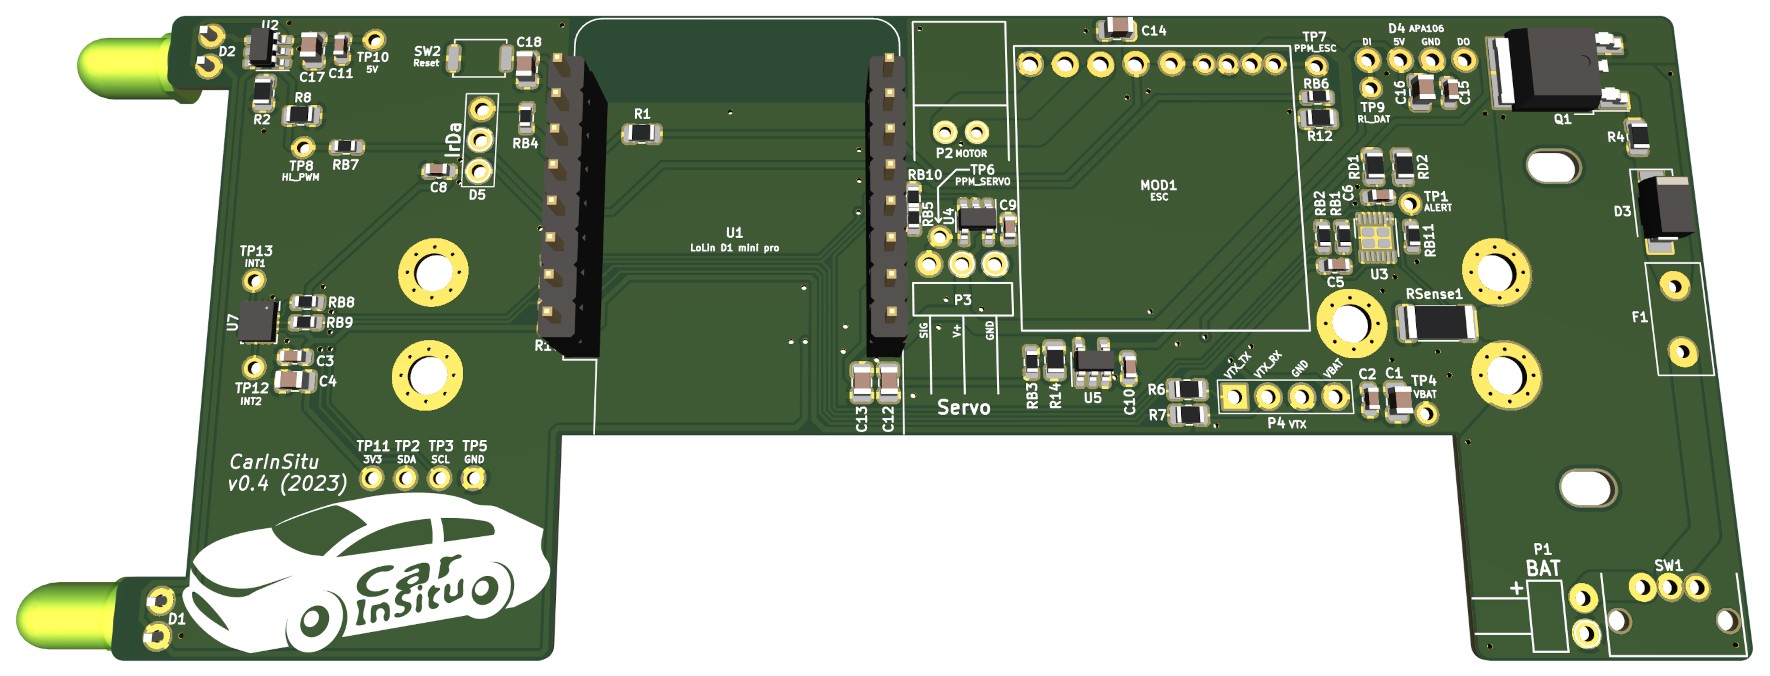 U2
D2
C17
C11
TP10
5V
R2
R8
TP8
HL_PWM
RB7
SW2
Reset
C18
RB4
IrDa
C8
D5
R1
U1
LoLin D1 mini pro
TP13
INT1
U7
RB8
RB9
C3
C4
TP12
INT2
R1
C13
C12
TP11
3V3
TP2
SDA
TP3
SCL
TP5
GND
CarInSitu
v0.4 (2023)
Car
InSitu
D1
C14
P2 MOTOR
TP6
PPM_SERVO
RB10
RB5
U4
C9
P3
SIG
V+
GND
Servo
MOD1
ESC
TP7
PPM_ESC
RB6
R12
D4 APA106
DI
5V
GND
DO
TP9
RL_DAT
C16
C15
Q1
R4
RD1
RD2
C6
TP1
ALERT
RB2
RB1
RB11
U3
C5
D3
RSense1
F1
RB3
R14
U5
C10
R6
R7
VTX_TX
VTX_RX
GND
VBAT
P4 VTX
C2
C1
TP4
VBAT
P1
BAT
+
SW1